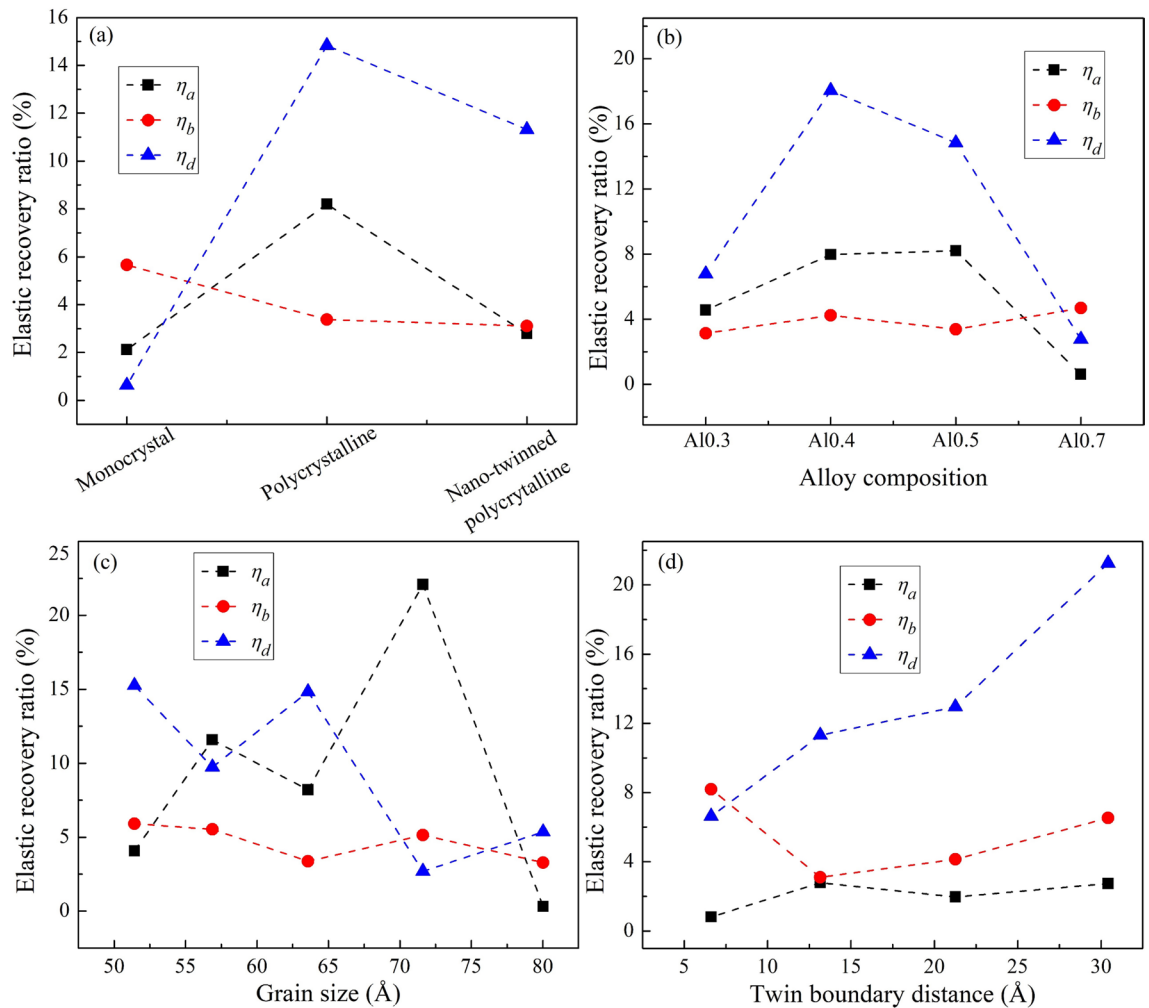 (a)
16
14
12
10
8
6
4
2
0
Elastic recovery ratio (%)
ηa
ηb
ηd
Monocrystal
Polycrystalline
Nano-twinned
polycrytalline
(b)
20
16
12
8
4
0
Elastic recovery ratio (%)
ηa
ηb
ηd
Al0.3 Al0.4 Al0.5 Al0.7
Alloy composition
(c)
25
20
15
10
5
0
Elastic recovery ratio (%)
ηa
ηb
ηd
50 55 60 65 70 75 80
Grain size (Å)
(d)
20
16
12
8
4
0
Elastic recovery ratio (%)
ηa
ηb
ηd
5 10 15 20 25 30
Twin boundary distance (Å)